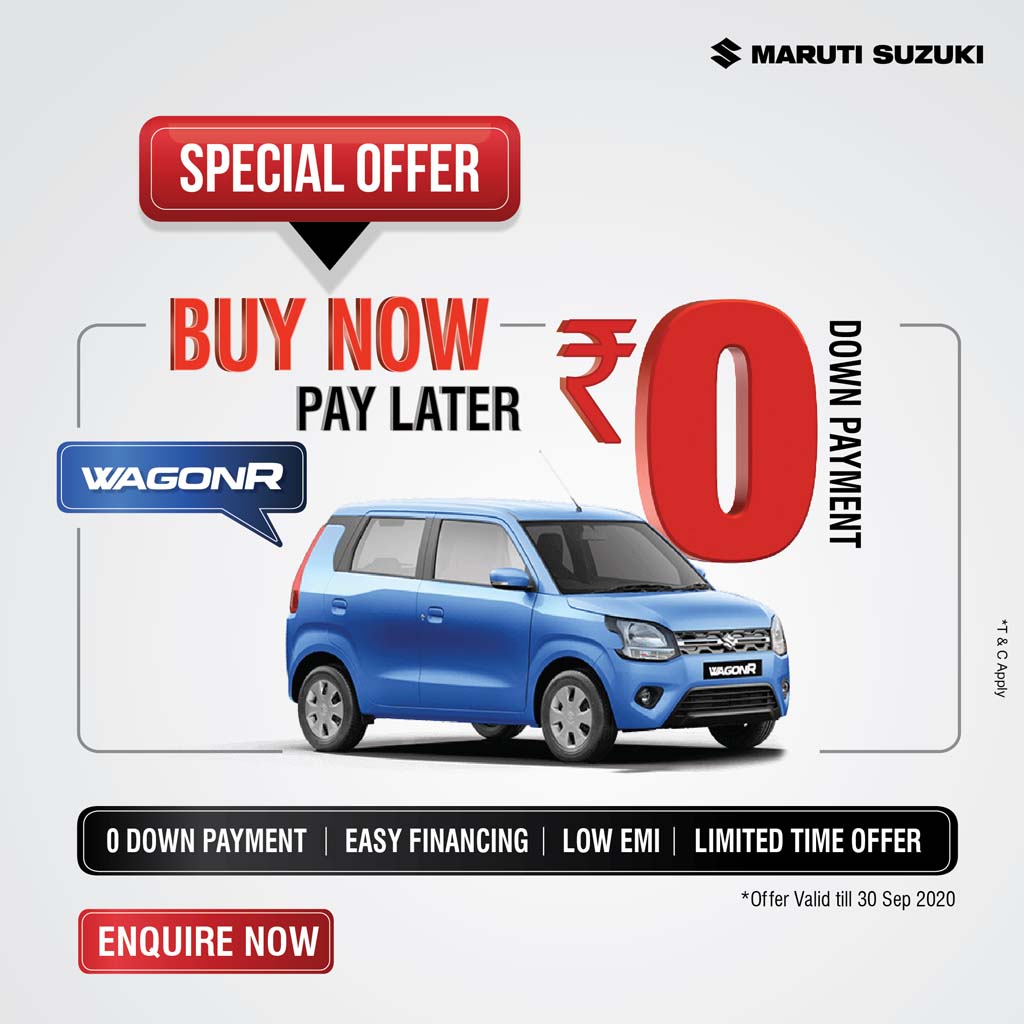 MARUTI SUZUKI
SPECIAL OFFER
BUY NOW
PAY LATER
₹0
DOWN PAYMENT
WAGONR
WAGONR
*T & C Apply
0 DOWN PAYMENT | EASY FINANCING | LOW EMI | LIMITED TIME OFFER
*Offer Valid till 30 Sep 2020
ENQUIRE NOW